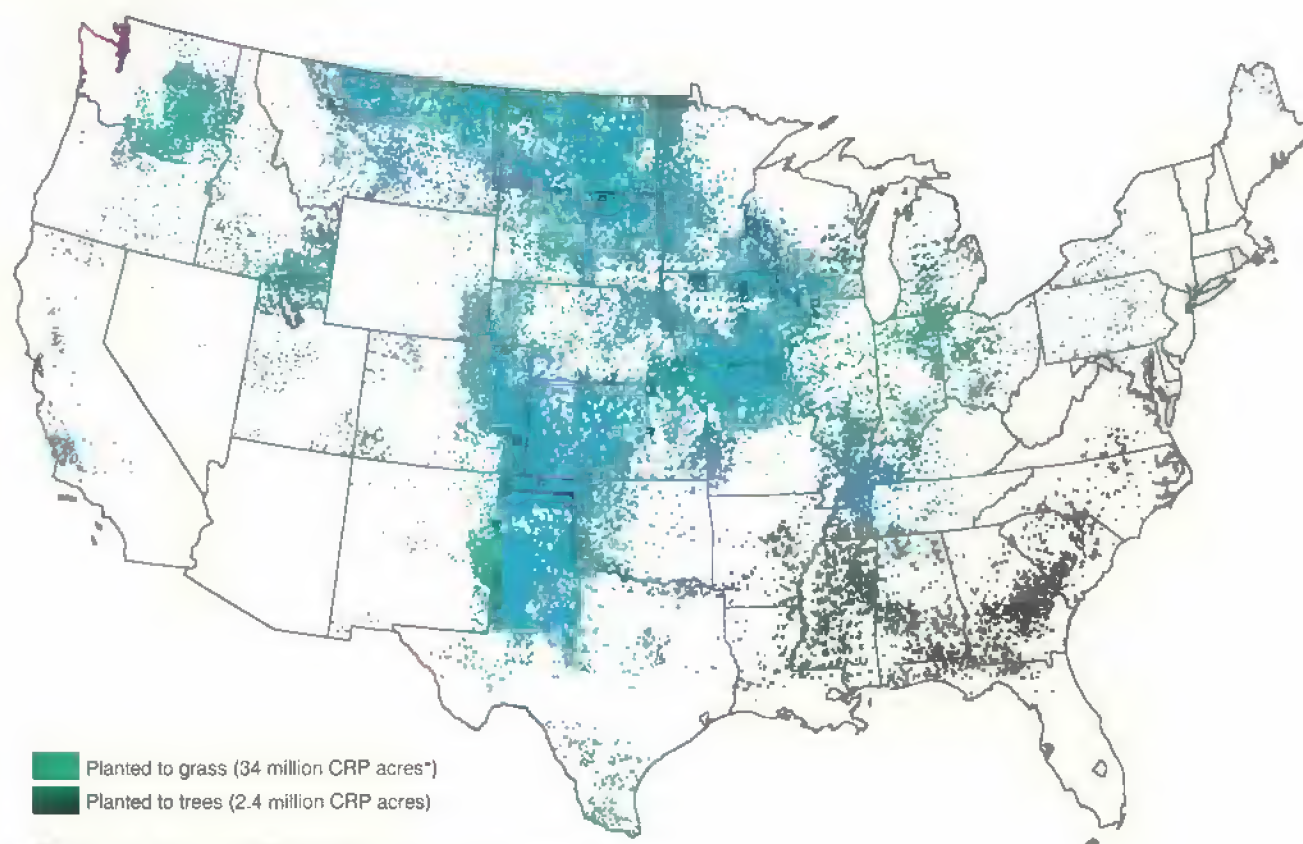 Planted to grass (34 million CRP acres*)
Planted to trees (2.4 million CRP acres)